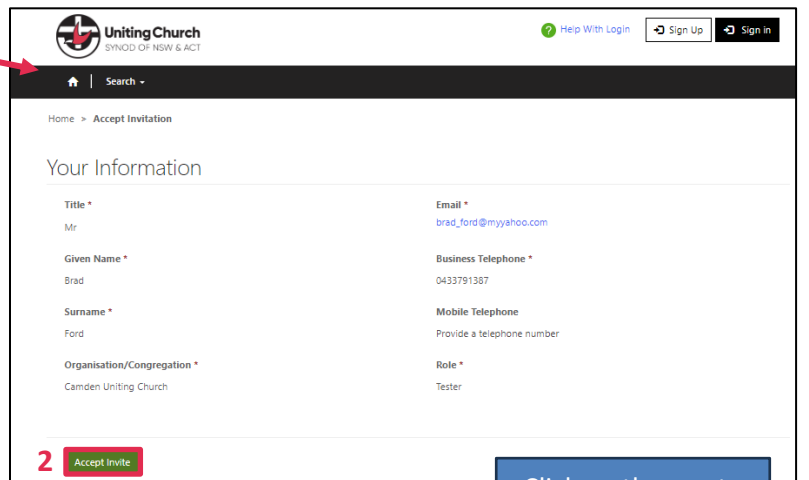 Uniting Church
SYNOD OF NSW & ACT
Help With Login
Sign Up
Sign in
Search
Home > Accept Invitation
Your Information
Title *
Mr
Email *
brad_ford@myyahoo.com
Given Name *
Brad
Business Telephone *
0433791387
Surname *
Ford
Mobile Telephone
Provide a telephone number
Organisation/Congregation *
Camden Uniting Church
Role *
Tester
2
Accept Invite